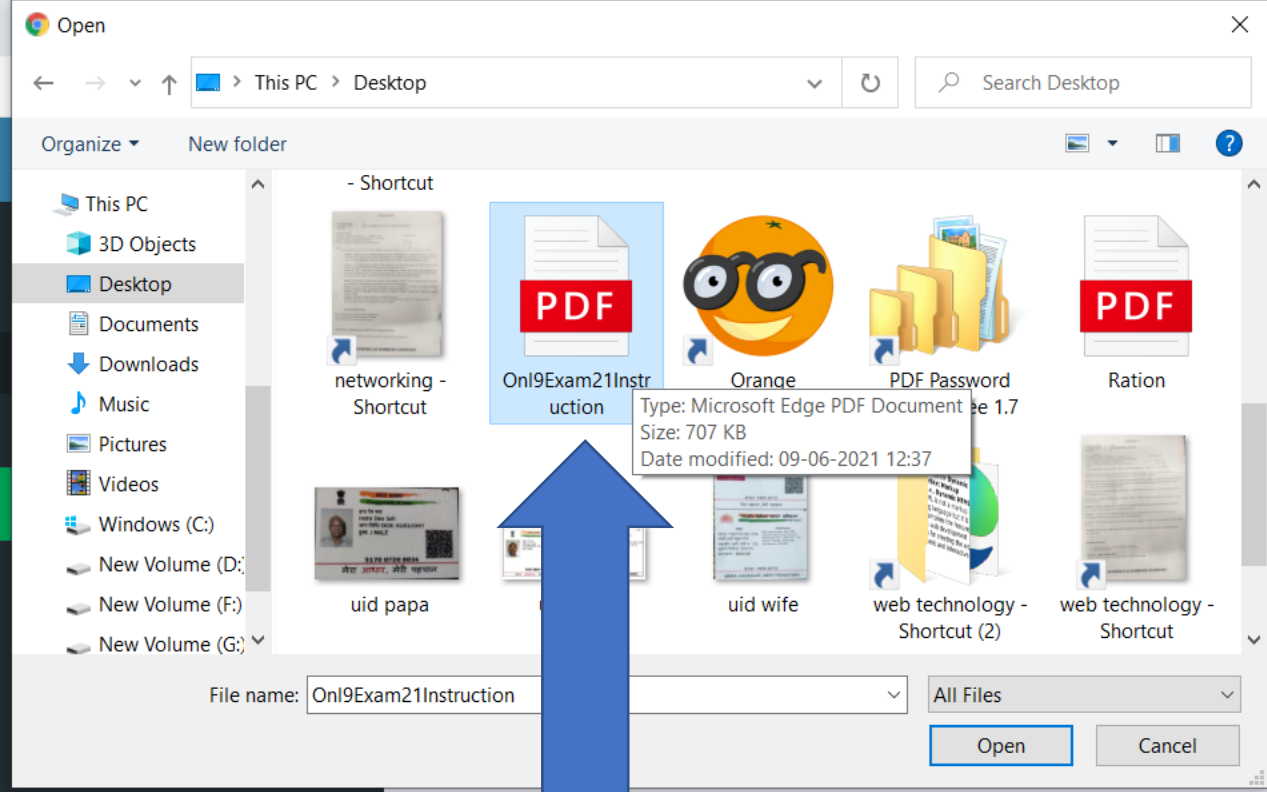 Open
This PC > Desktop
Search Desktop
Organize
New folder
?
This PC
3D Objects
Desktop
Documents
Downloads
Music
Pictures
Videos
Windows (C:)
New Volume (D:)
New Volume (F:)
New Volume (G:)
- Shortcut
networking -
Shortcut
PDF
Onl9Exam21Instr
uction
Orange
PDF Password
ee 1.7
PDF
Ration
Type: Microsoft Edge PDF Document
Size: 707 KB
Date modified: 09-06-2021 12:37
मेरा आधार, मेरी पहचान
uid papa
uid wife
web technology -
Shortcut (2)
web technology -
Shortcut
File name:
Onl9Exam21Instruction
All Files
Open
Cancel